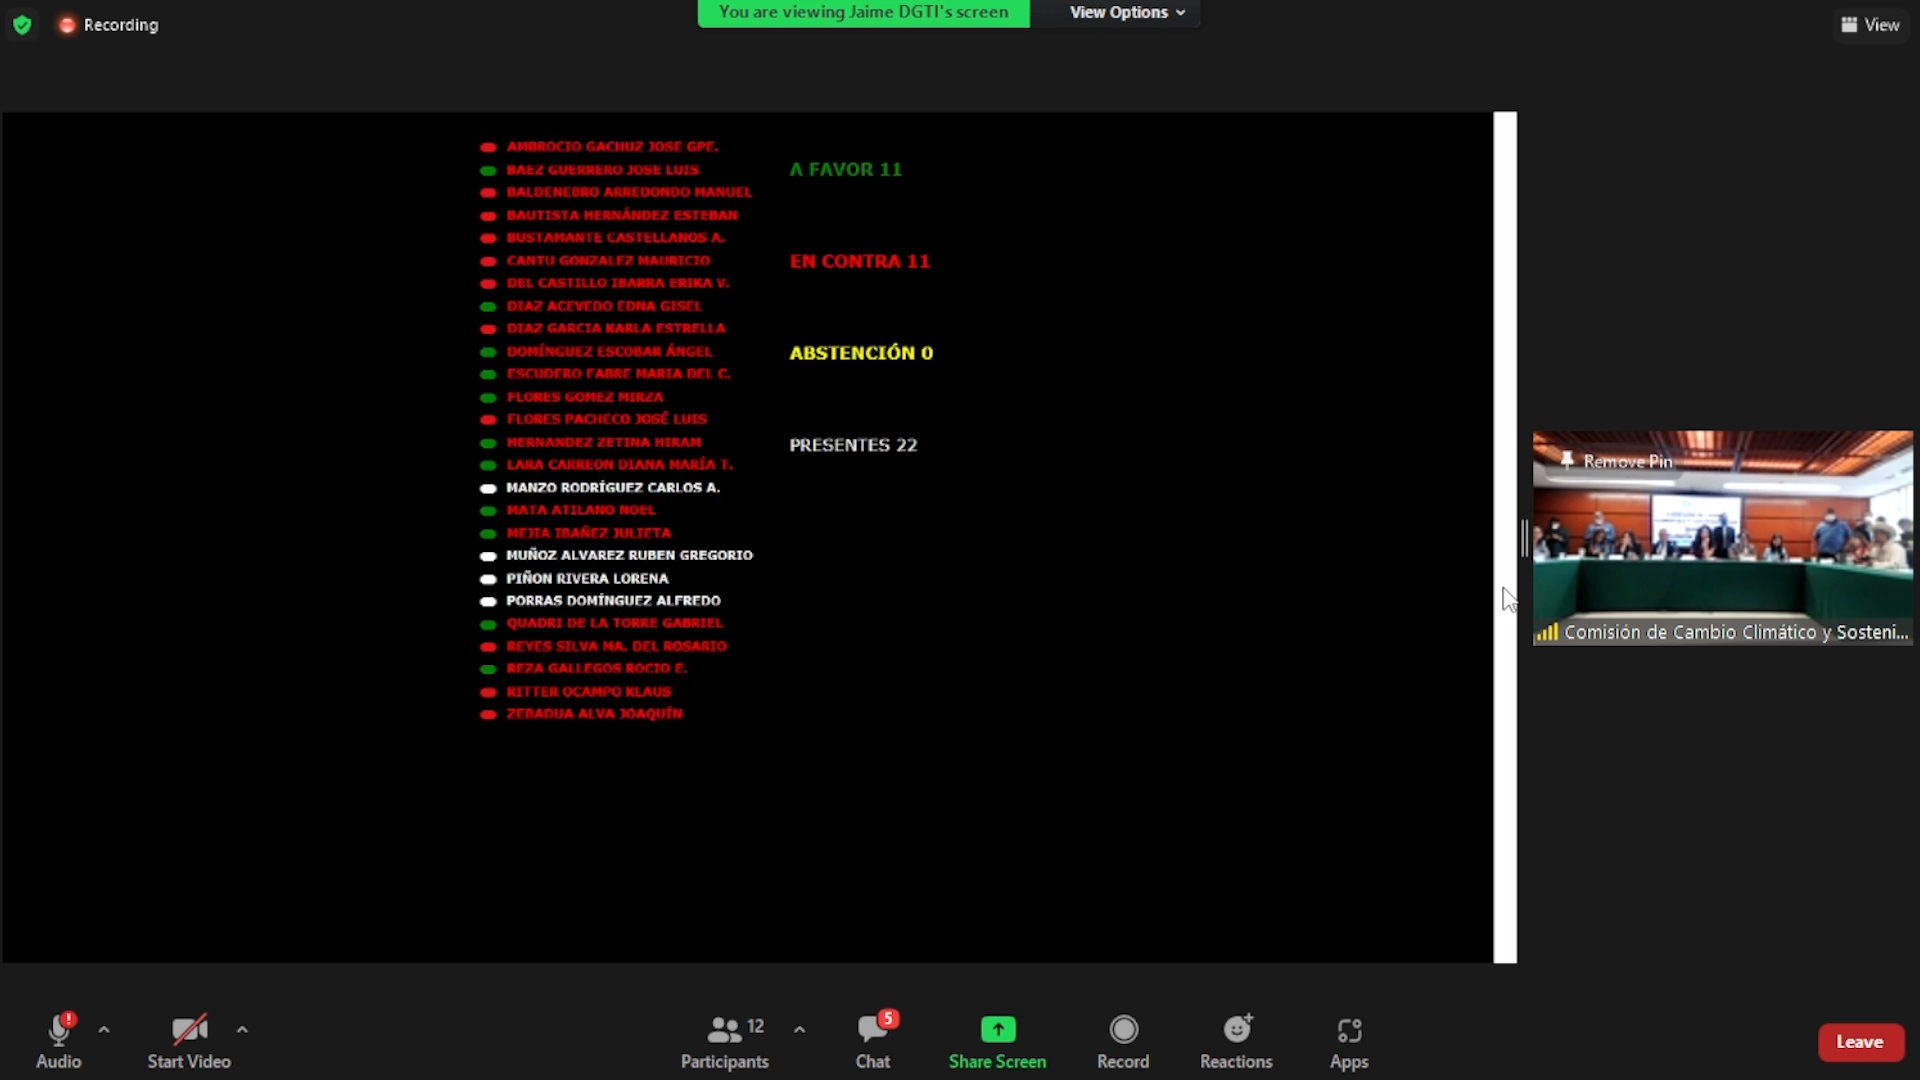 Recording
You are viewing Jaime DGTI's screen
View Options
View
AMBROCIO GACHUZ JOSE GPE.
BAEZ GUERRERO JOSE LUIS
BALDENEBRO ARREDONDO MANUEL
BAUTISTA HERNÁNDEZ ESTEBAN
BUSTAMANTE CASTELLANOS A.
CANTU GONZALEZ MAURICIO
DEL CASTILLO IBARRA ERIKA V.
DIAZ ACEVEDO EDNA GISEL
DIAZ GARCIA KARLA ESTRELLA
DOMÍNGUEZ ESCOBAR ÁNGEL
ESCUDERO FABRE MARIA DEL C.
FLORES GOMEZ MIRZA
FLORES PACHECO JOSÉ LUIS
HERNANDEZ ZETINA HIRAM
LARA CARREON DIANA MARÍA T.
MANZO RODRÍGUEZ CARLOS A.
MATA ATILANO NOEL
MEJIA IBAÑEZ JULIETA
MUÑOZ ALVAREZ RUBEN GREGORIO
PIÑON RIVERA LORENA
PORRAS DOMÍNGUEZ ALFREDO
QUADRI DE LA TORRE GABRIEL
REYES SILVA MA. DEL ROSARIO
REZA GALLEGOS ROCIO E.
RITTER OCAMPO KLAUS
ZEBADUA ALVA JOAQUÍN
A FAVOR 11
EN CONTRA 11
ABSTENCIÓN 0
PRESENTES 22
Remove Pin
Comisión de Cambio Climático y Sosteni...
Audio
Start Video
12
Participants
5
Chat
Share Screen
Record
Reactions
Apps
Leave